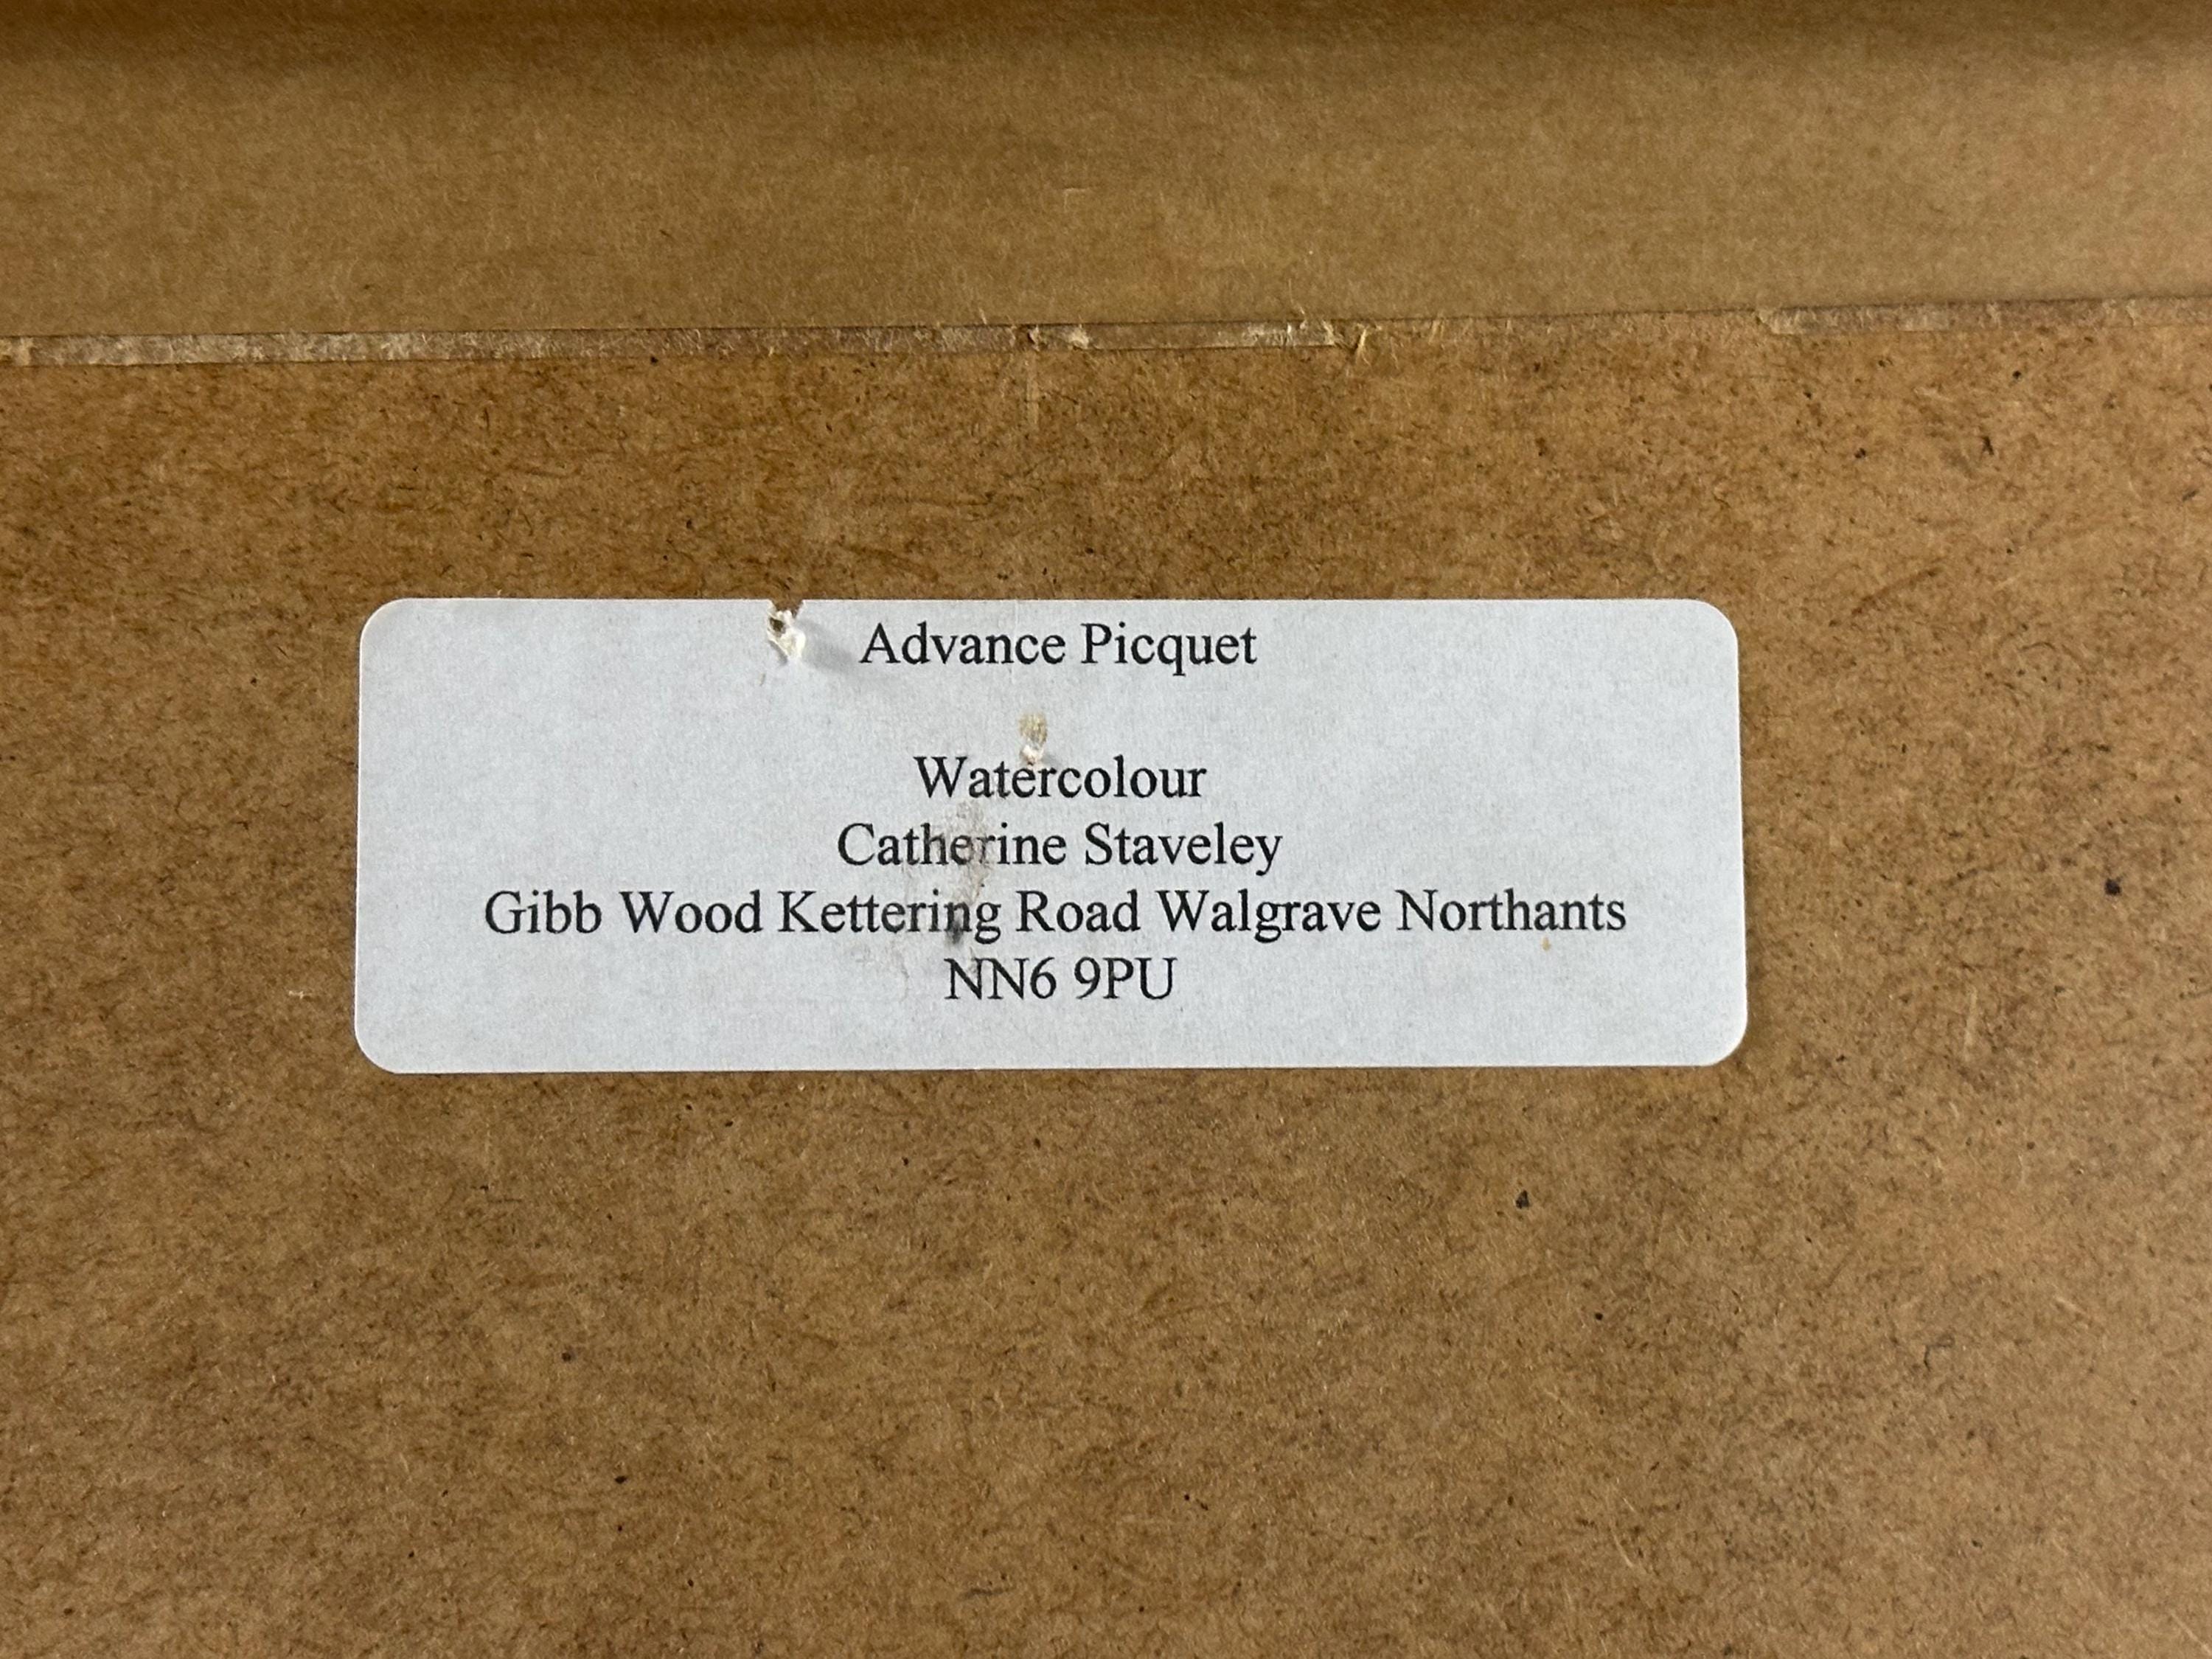 Advance Picquet
Watercolour
Catherine Staveley
Gibb Wood Kettering Road Walgrave Northants
NN6 9PU